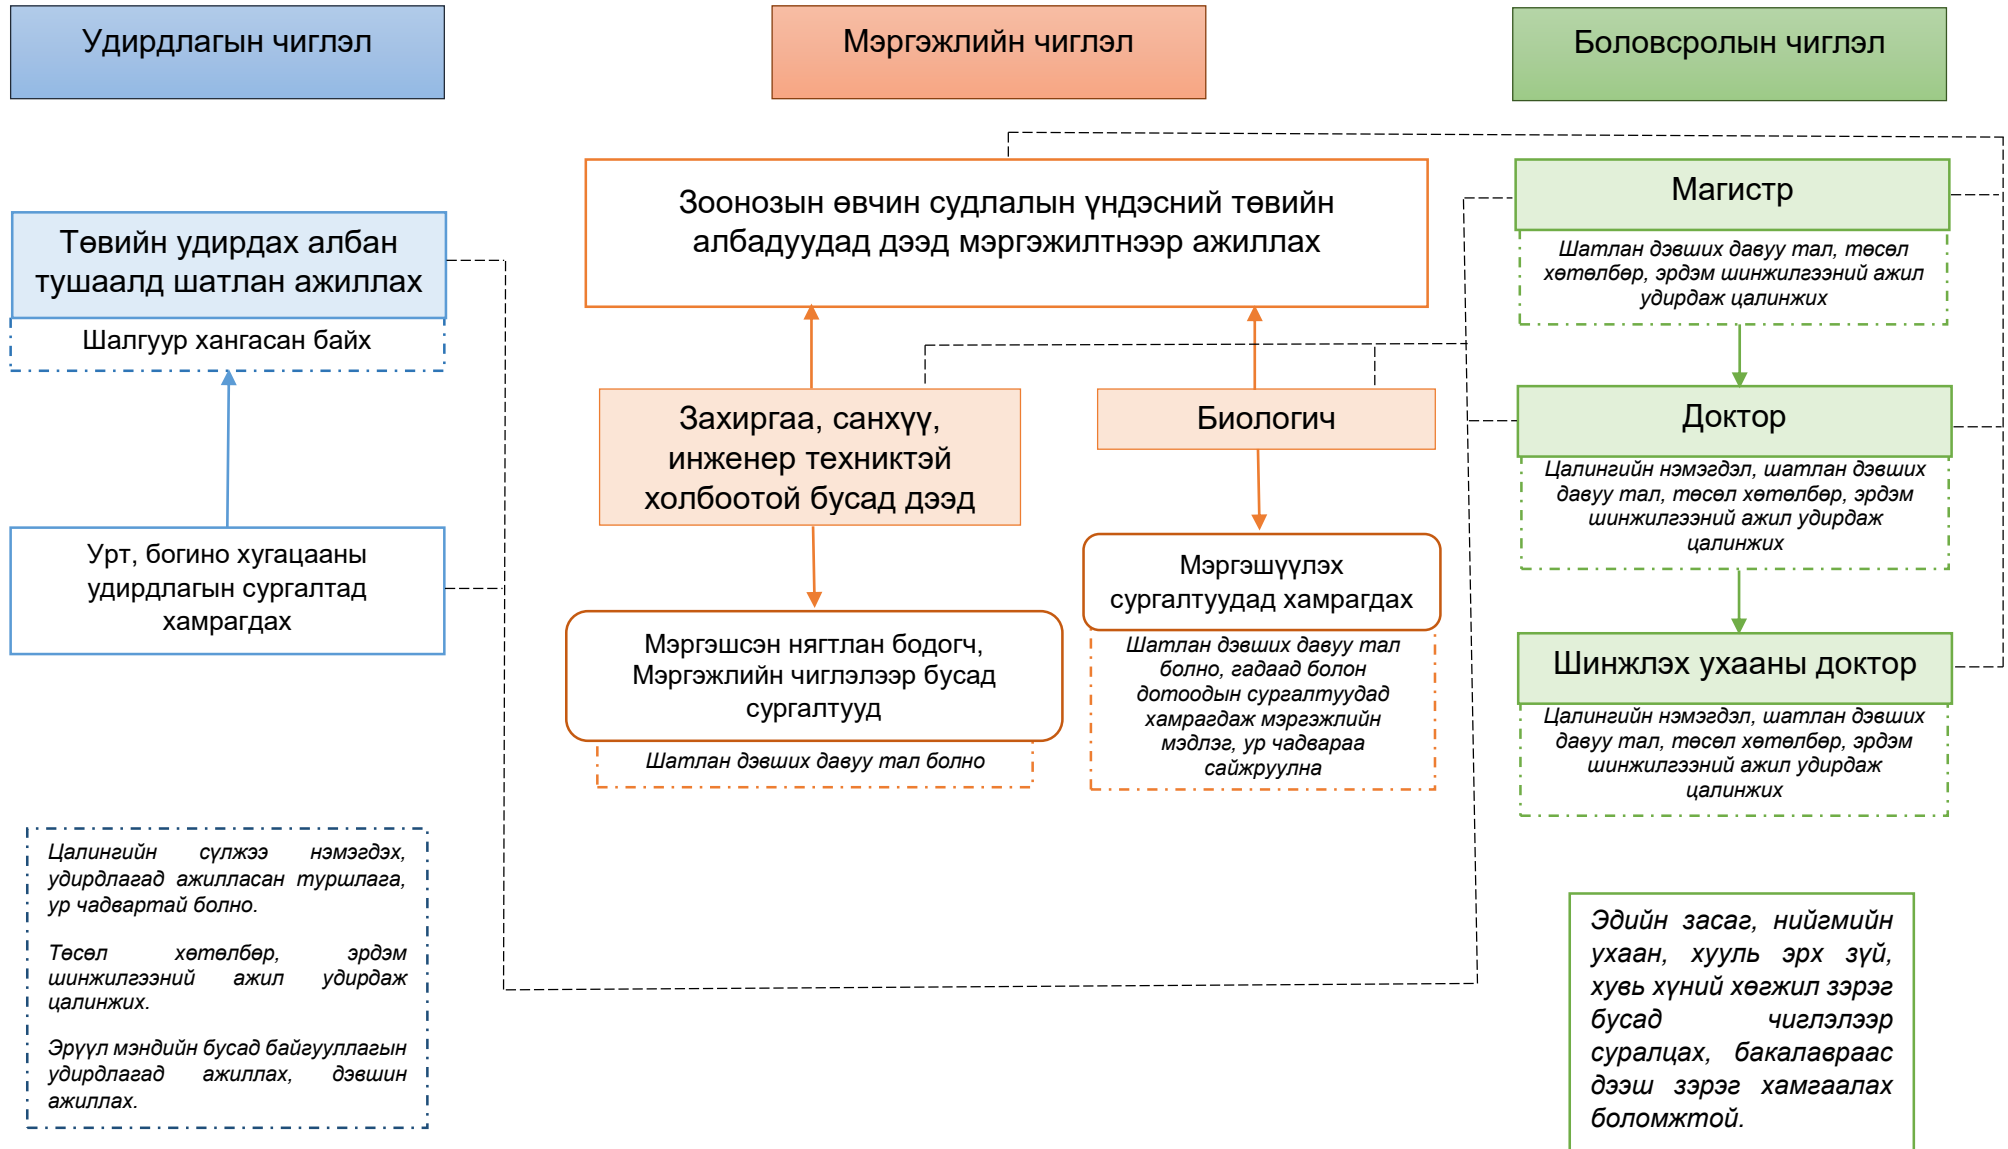 Удирдлагын чиглэл
Мэргэжлийн чиглэл
Боловсролын чиглэл
Төвийн удирдах албан
тушаалд шатлан ажиллах
Шалгуур хангасан байх
Урт, богино хугацааны
удирдлагын сургалтад
хамрагдах
Цалингийн сүлжээ нэмэгдэх,
удирдлагад ажилласан туршлага,
ур чадвартай болно.
Төсөл хөтөлбөр, эрдэм
шинжилгээний ажил удирдаж
цалинжих.
Эрүүл мэндийн бусад байгууллагын
удирдлагад ажиллах, дэвшин
ажиллах.
Зоонозын өвчин судлалын үндэсний төвийн
албадуудад дээд мэргэжилтнээр ажиллах
Захиргаа, санхүү,
инженер техниктэй
холбоотой бусад дээд
Мэргэшсэн нягтлан бодогч,
Мэргэжлийн чиглэлээр бусад
сургалтууд
Шатлан дэвших давуу тал болно
Биологич
Мэргэшүүлэх
сургалтуудад хамрагдах
Шатлан дэвших давуу тал
болно, гадаад болон
дотоодын сургалтуудад
хамрагдаж мэргэжлийн
мэдлэг, ур чадвараа
сайжруулна
Магистр
Шатлан дэвших давуу тал, төсөл
хөтөлбөр, эрдэм шинжилгээний ажил
удирдаж цалинжих
Доктор
Цалингийн нэмэгдэл, шатлан дэвших
давуу тал, төсөл хөтөлбөр, эрдэм
шинжилгээний ажил удирдаж
цалинжих
Шинжлэх ухааны доктор
Цалингийн нэмэгдэл, шатлан дэвших
давуу тал, төсөл хөтөлбөр, эрдэм
шинжилгээний ажил удирдаж
цалинжих
Эдийн засаг, нийгмийн
ухаан, хууль эрх зүй,
хувь хүний хөгжил зэрэг
бусад чиглэлээр
суралцах, бакалавраас
дээш зэрэг хамгаалах
боломжтой.